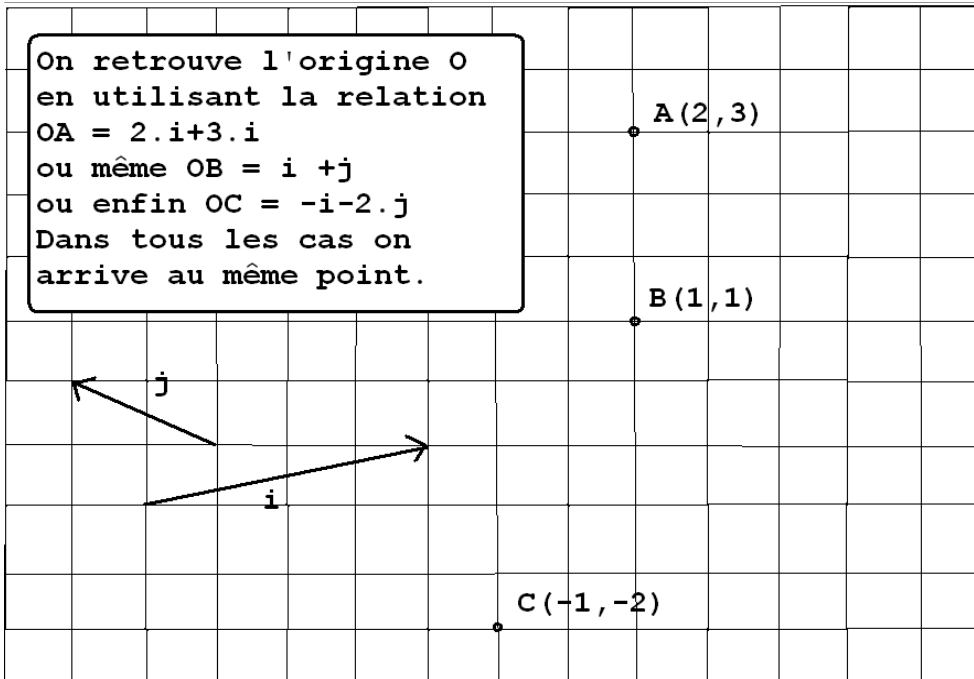 On retrouve l'origine O
en utilisant la relation
OA = 2.i+3.i
ou même OB = i +j
ou enfin OC = -i-2.j
Dans tous les cas on
arrive au même point.
A(2,3)
B(1,1)
j
i
C(-1,-2)